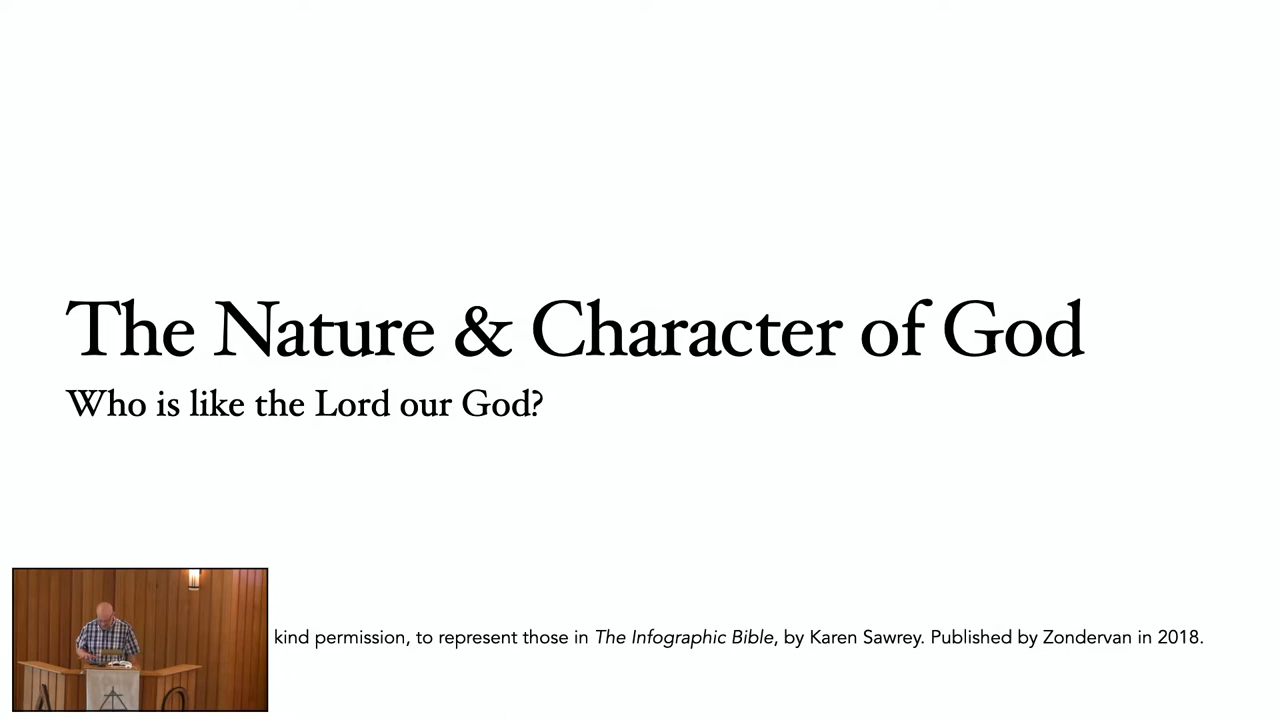 The Nature & Character of God
Who is like the Lord our God?
kind permission, to represent those in The Infographic Bible, by Karen Sawrey. Published by Zondervan in 2018.